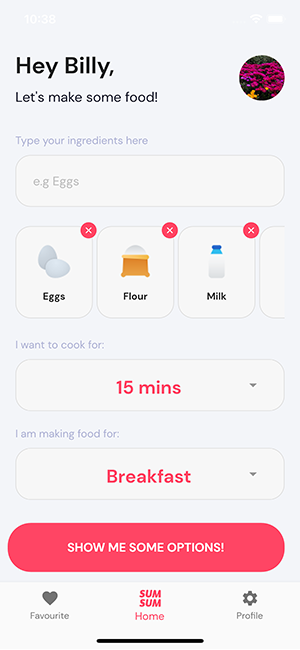 10:38
Hey Billy,
Let's make some food!
Type your ingredients here
e.g Eggs
Eggs Flour Milk
I want to cook for:
15 mins
I am making food for:
Breakfast
SHOW ME SOME OPTIONS!
SUM
SUM
Favourite Home Profile